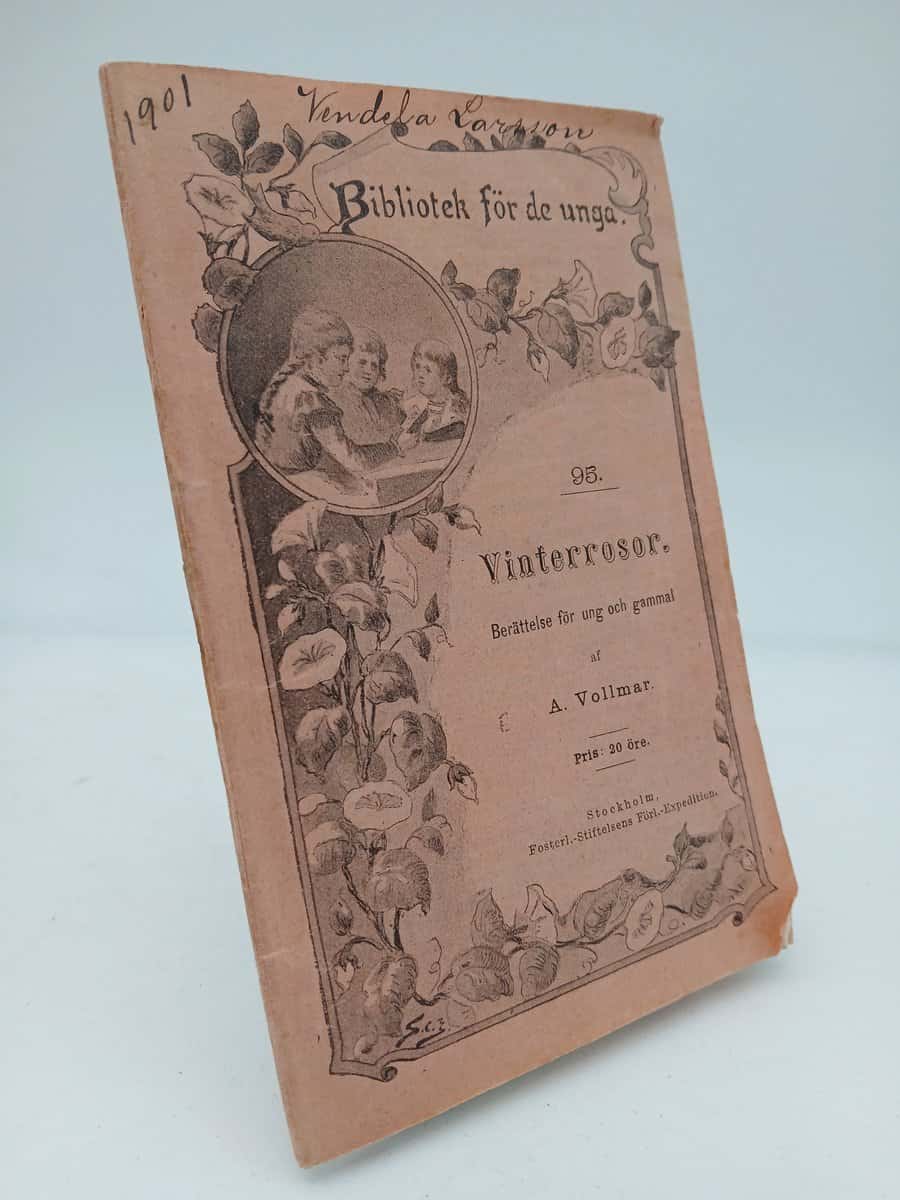 1901
Vendela Larsson
Bibliotek för de unga.
95.
Vinterrosor.
Berättelse för ung och gammal
af
A. Vollmar.
Pris: 20 öre.
Stockholm,
Fosterl.-Stiftelsens Förl.-Expedition.